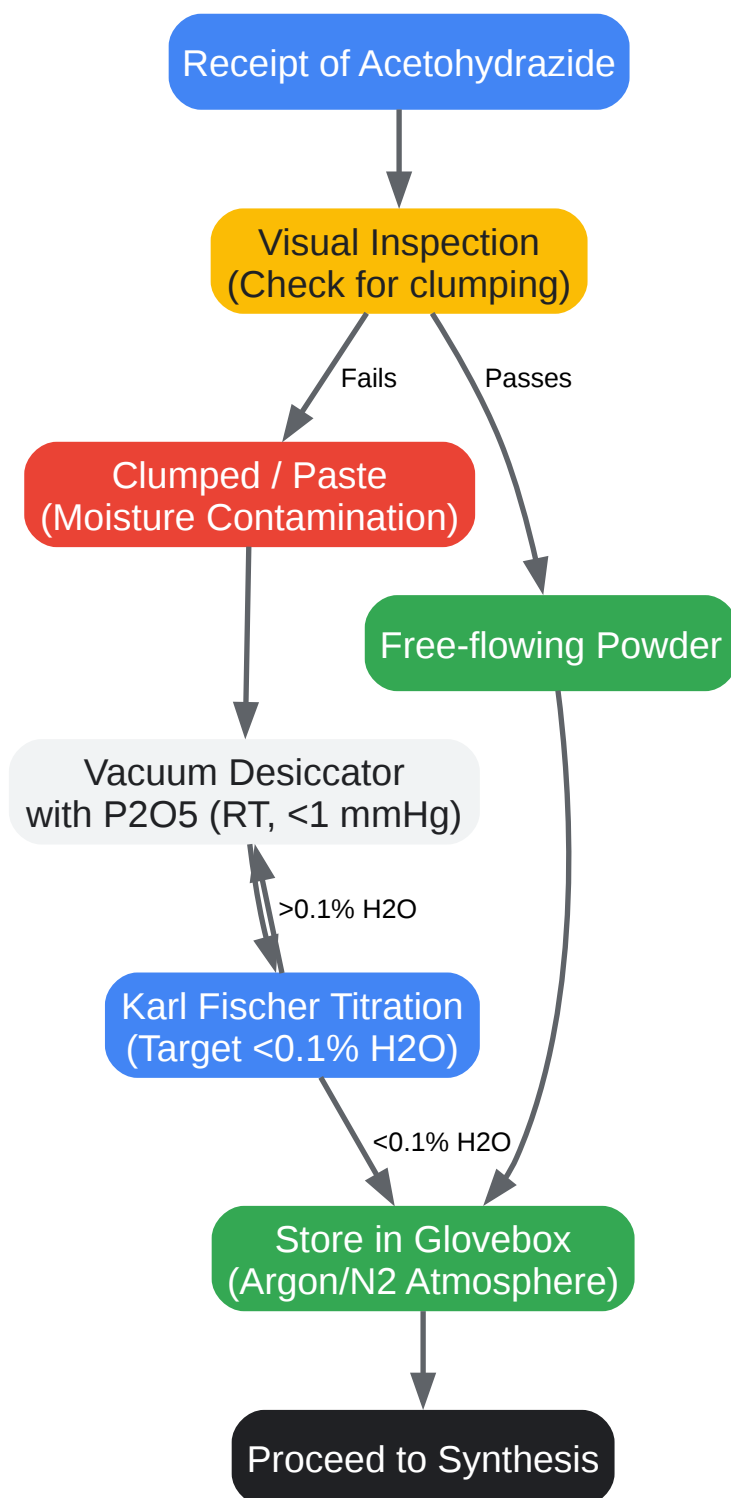 Receipt of Acetohydrazide
Visual Inspection
(Check for clumping)
Fails
Passes
Clumped / Paste
(Moisture Contamination)
Free-flowing Powder
Vacuum Desiccator
with P2O5 (RT, <1 mmHg)
>0.1% H2O
Karl Fischer Titration
(Target <0.1% H2O)
<0.1% H2O
Store in Glovebox
(Argon/N2 Atmosphere)
Proceed to Synthesis